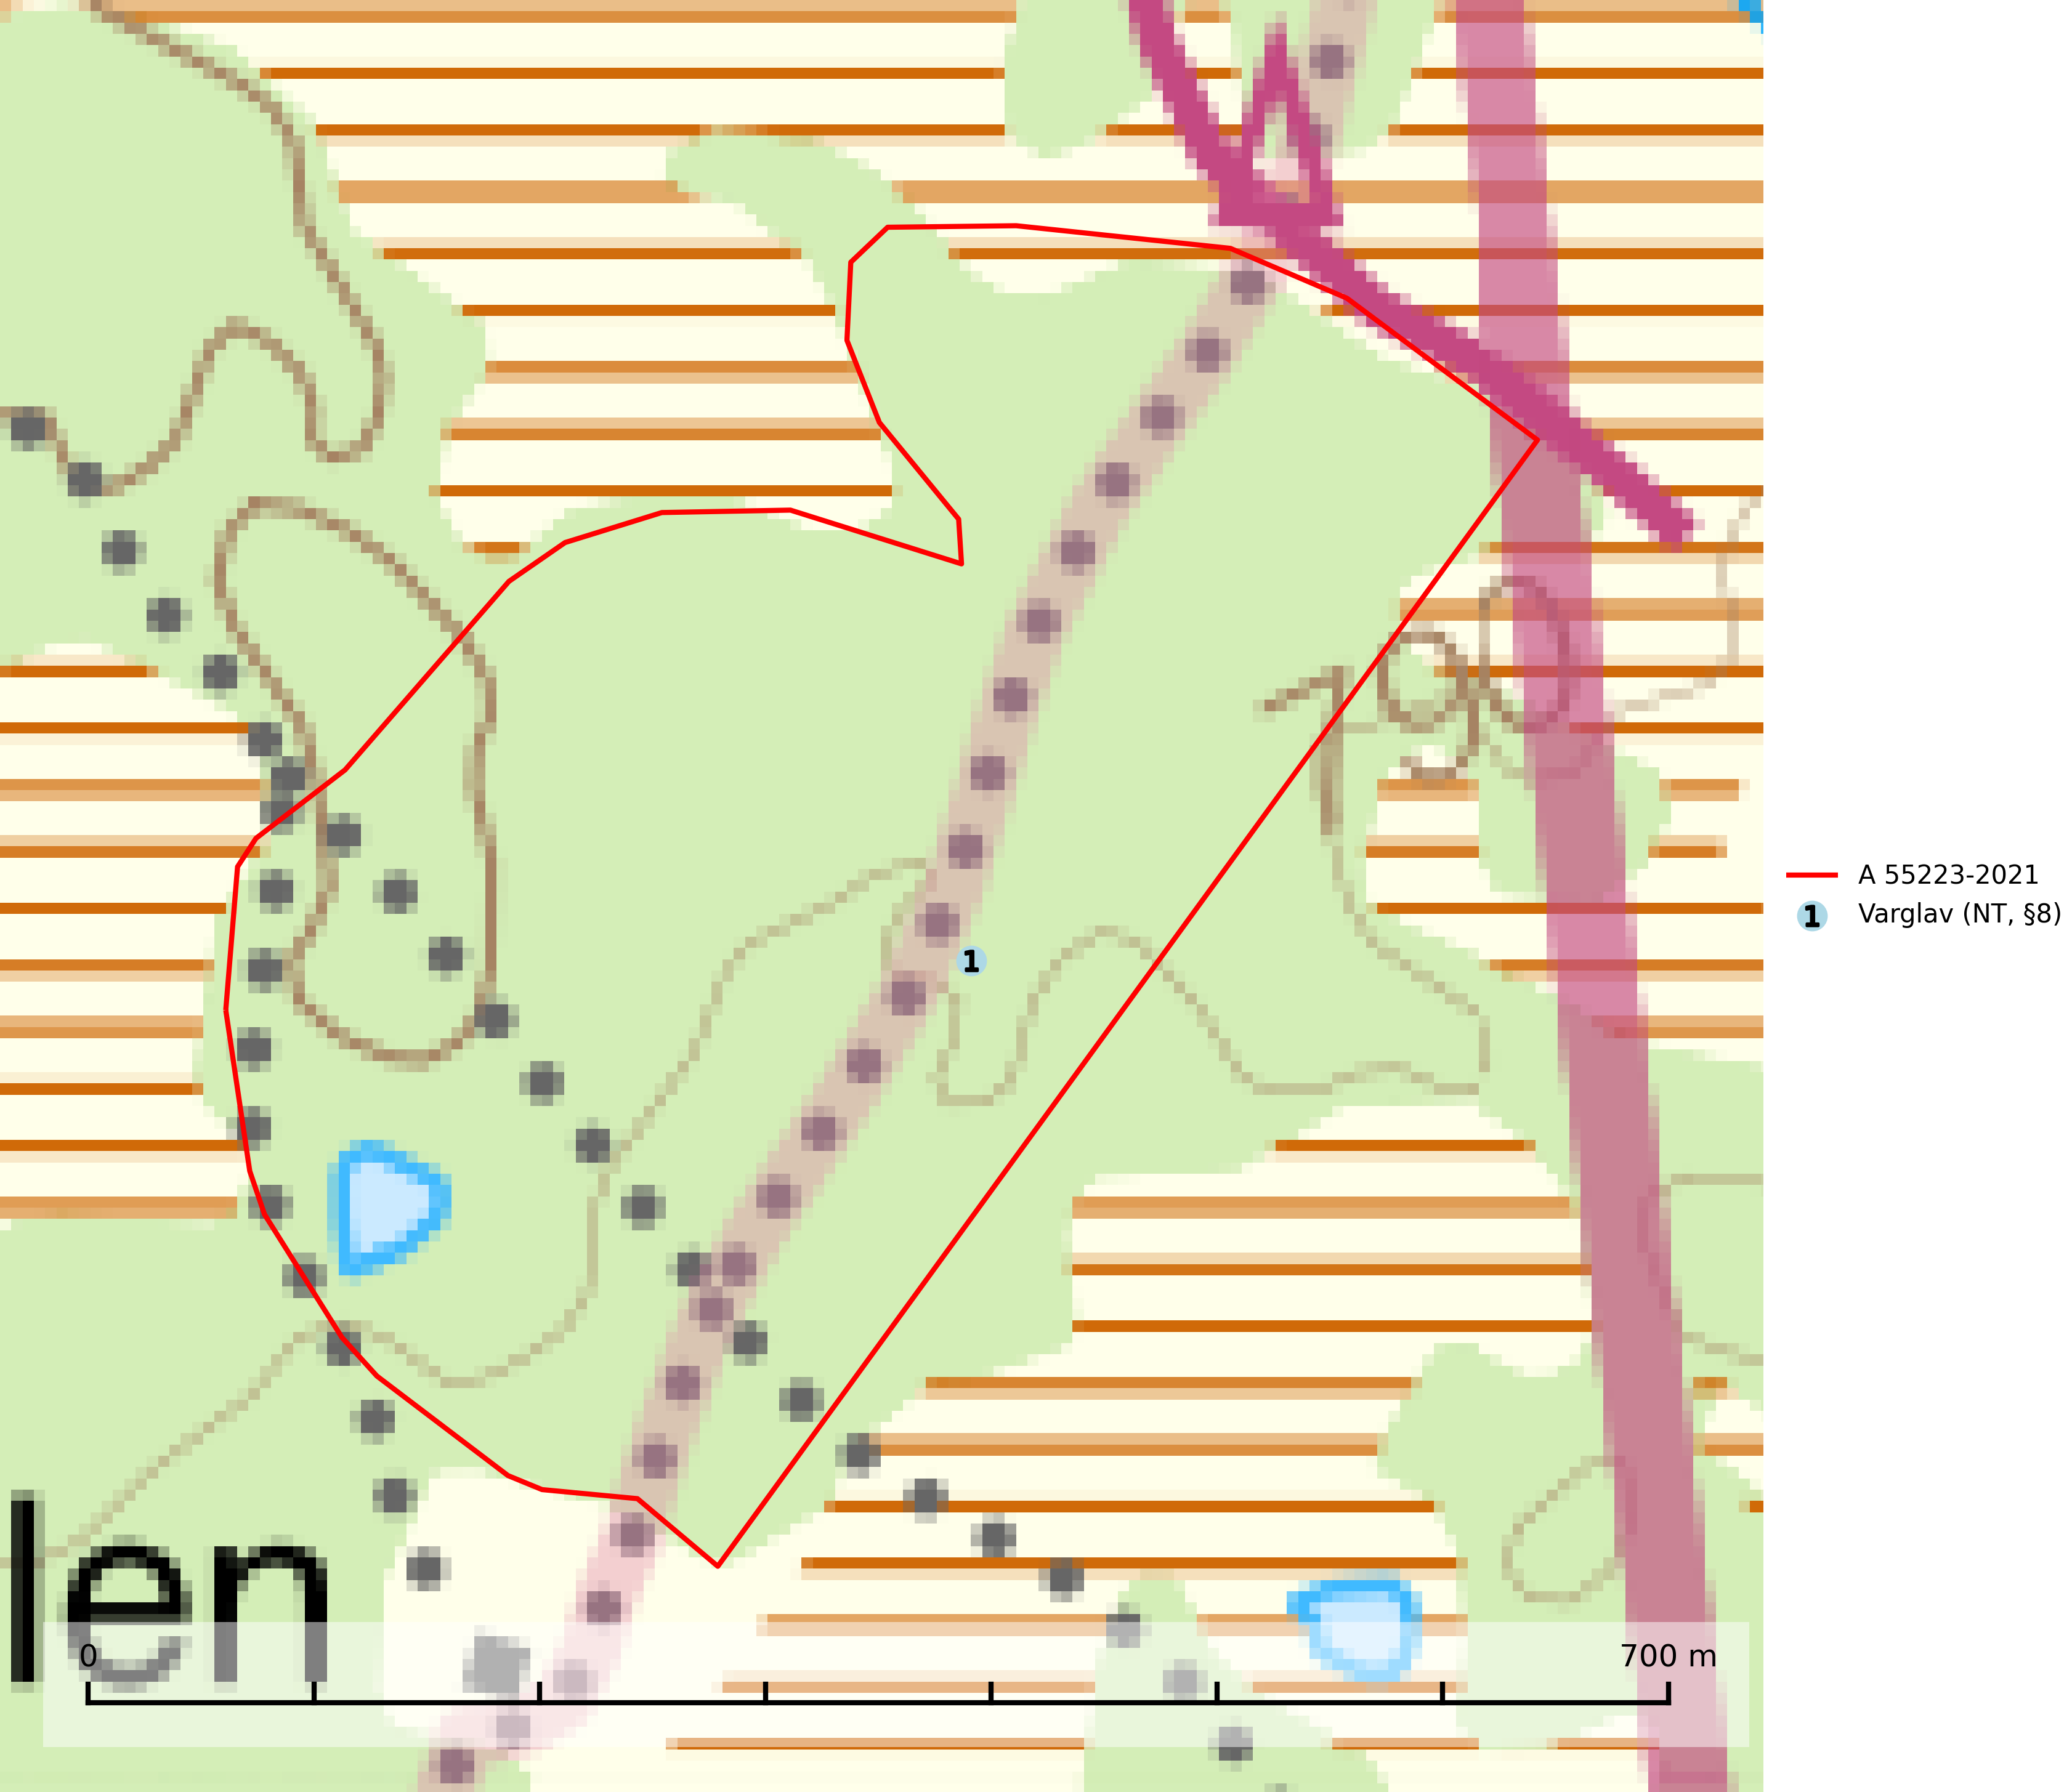 A 55223-2021
1 Varglav (NT, §8)
1
len
0 700 m